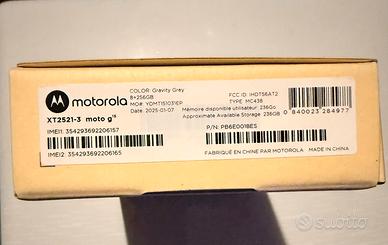 COLOR: Gravity Grey
8+256GB
MO#: YDMT151031EP
Date: 2025-01-07
FCC ID: IHDT56AT2
TYPE: MC438
Mémoire disponible utilisateur : 236Go
Approximate Available Storage : 236GB
0 840023 284977
motorola
XT2521-3 moto g15
IMEI1: 354293692206157
P/N: PB6E0018ES
IMEI2: 354293692206165
FABRIQUÉ EN CHINE PAR MOTOROLA / MADE IN CHINA
subito